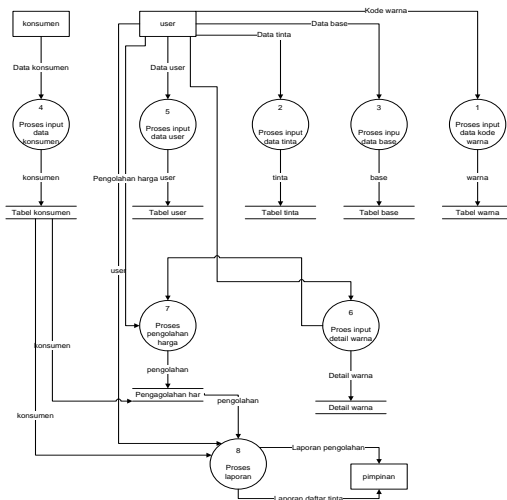 Kode warna
konsumen
user
Data base
Data tinta
Data konsumen
Data user
4
Proses input
data
konsumen
5
Proses input
data user
2
Proses input
data tinta
3
Proses inpu
data base
1
Proses input
data kode
warna
konsumen
Pengolahan harga
user
tinta
base
warna
Tabel konsumen
Tabel user
Tabel tinta
Tabel base
Tabel warna
user
7
Proses
pengolahan
harga
6
Proes input
detail warna
konsumen
pengolahan
Detail warna
Pengagolahan har
pengolahan
Detail warna
konsumen
8
Proses
laporan
Laporan pengolahan
pimpinan
Laporan daftar tinta